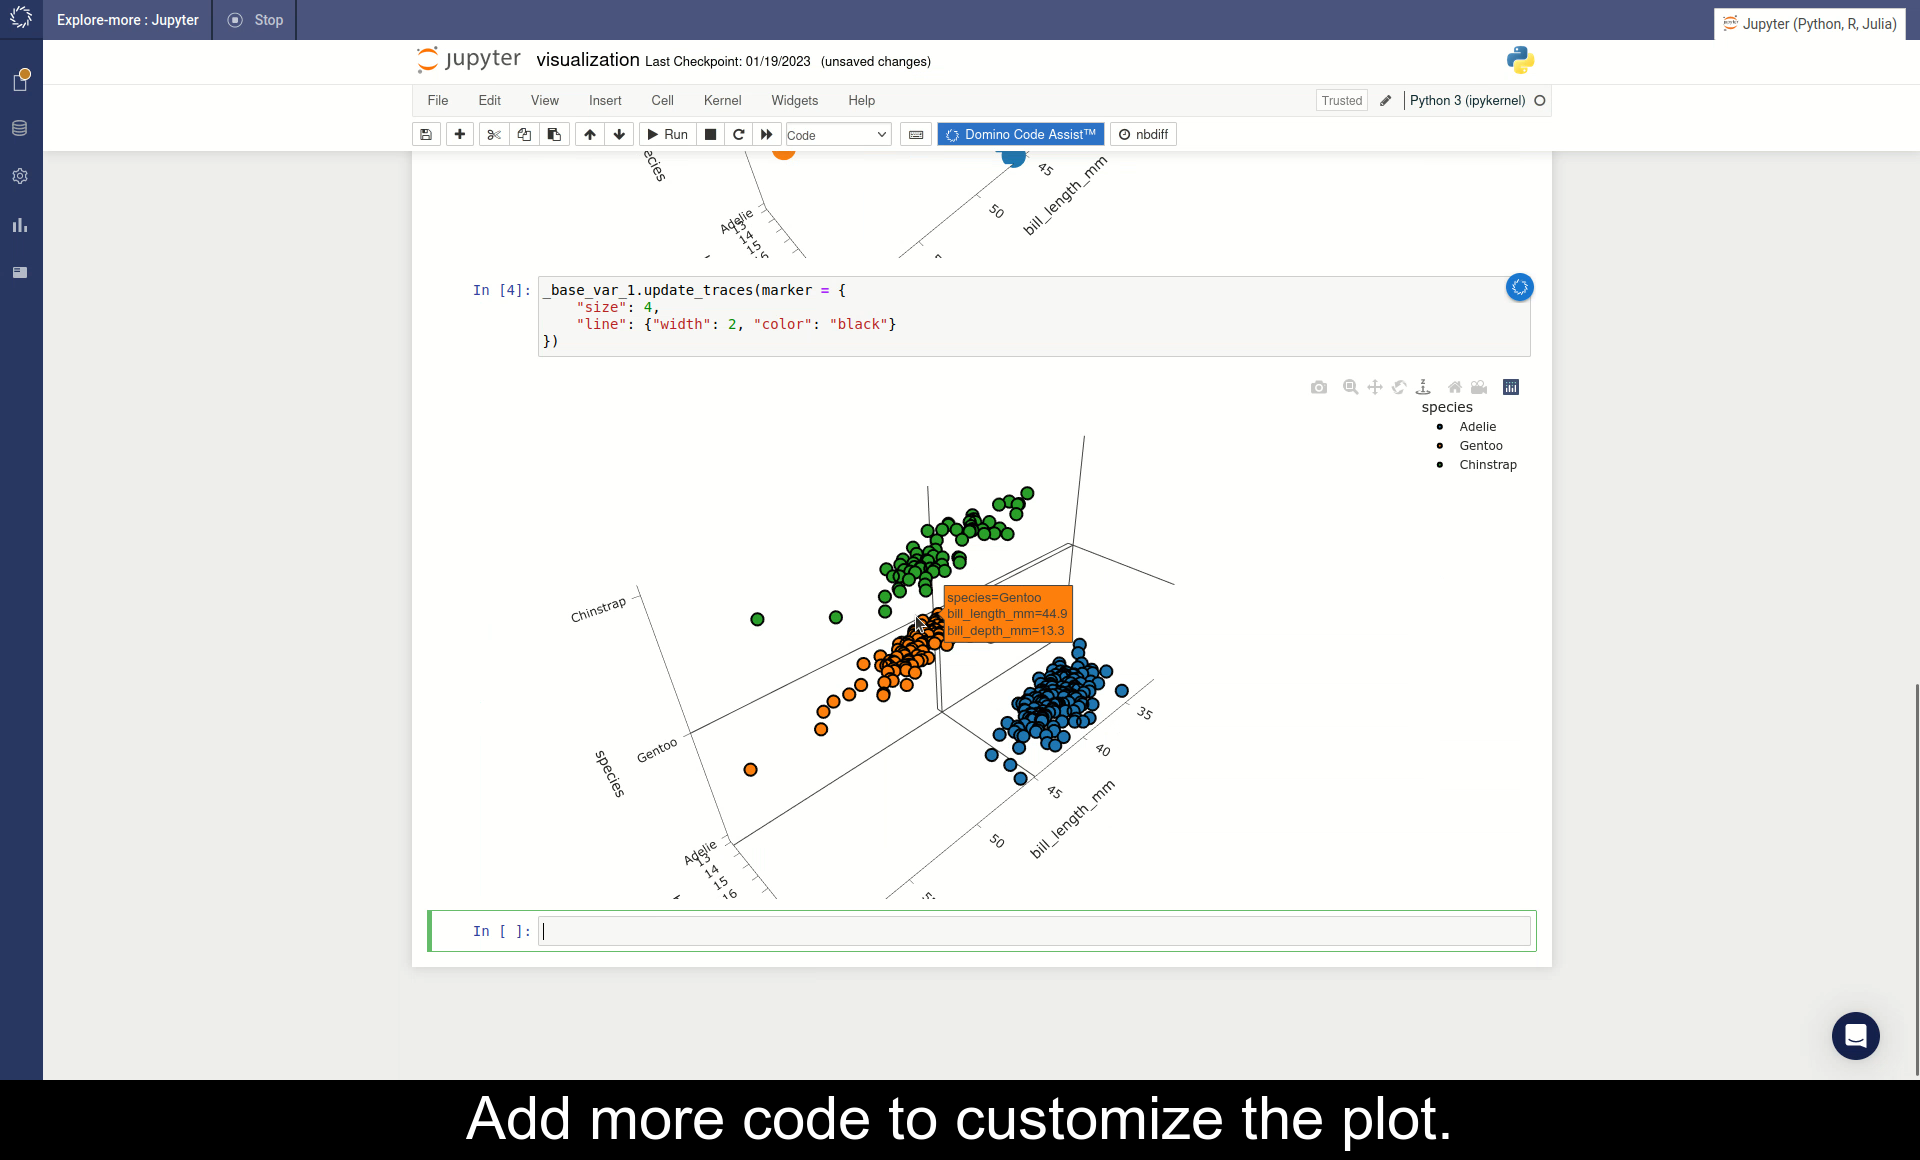 Explore-more : Jupyter
Stop
Jupyter (Python, R, Julia)
jupyter visualization Last Checkpoint: 01/19/2023 (unsaved changes)
File Edit View Insert Cell Kernel Widgets Help
Trusted
Python 3 (ipykernel)
Run
Code
Domino Code Assist™
nbdiff
ecies
Adelie
13
14
15
16
45
50
bill_length_mm
In [4]:
_base_var_1.update_traces(marker = {
"size": 4,
"line": {"width": 2, "color": "black"}
})
z
species
Adelie
Gentoo
Chinstrap
Chinstrap
Gentoo
Adelie
species
species=Gentoo
bill_length_mm=44.9
bill_depth_mm=13.3
35
40
45
50
bill_length_mm
13
14
15
16
In [ ]:
Add more code to customize the plot.